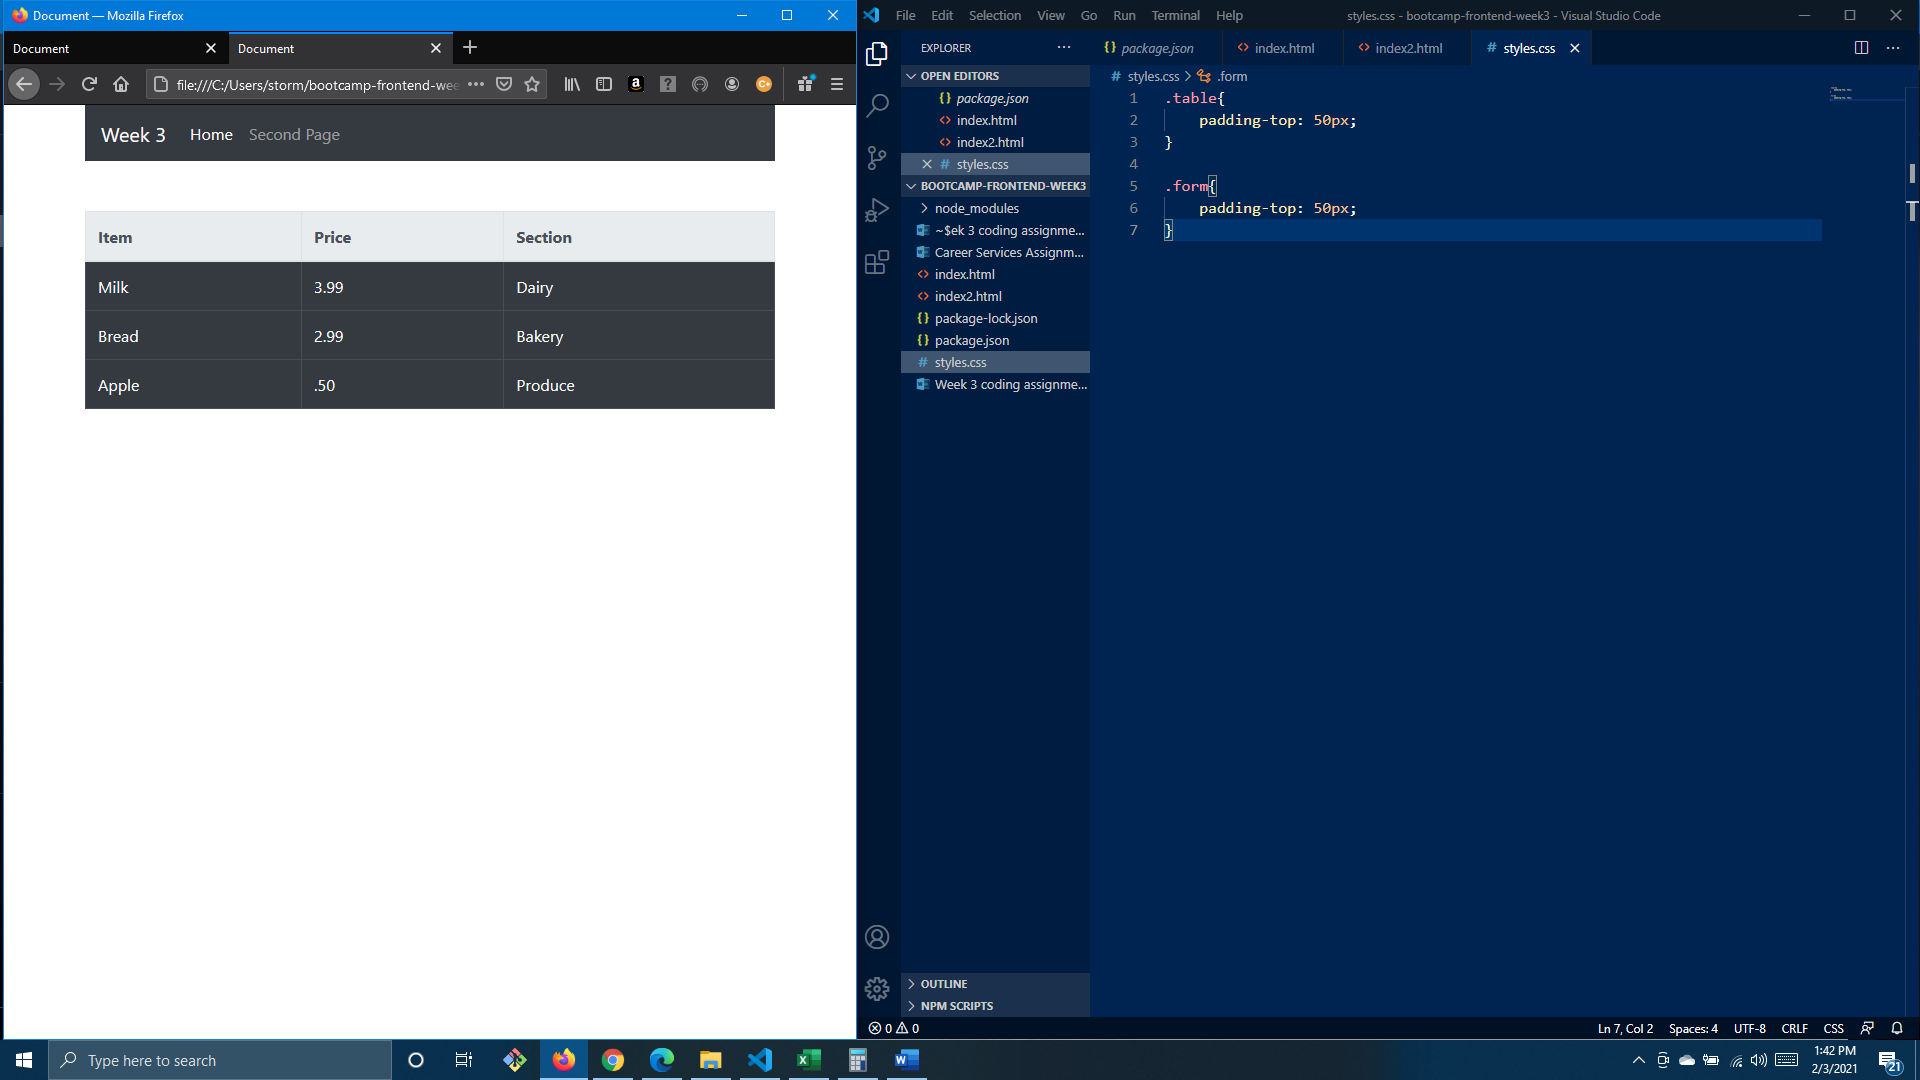 Document — Mozilla Firefox
Document
Document
file:///C:/Users/storm/bootcamp-frontend-wee
Week 3 Home Second Page
Item Price Section
Milk 3.99 Dairy
Bread 2.99 Bakery
Apple .50 Produce
File Edit Selection View Go Run Terminal Help
styles.css - bootcamp-frontend-week3 - Visual Studio Code
EXPLORER
OPEN EDITORS
{} package.json
<> index.html
<> index2.html
# styles.css
BOOTCAMP-FRONTEND-WEEK3
node_modules
~$ek 3 coding assignme...
Career Services Assignm...
<> index.html
<> index2.html
{} package-lock.json
{} package.json
# styles.css
Week 3 coding assignme...
OUTLINE
NPM SCRIPTS
{} package.json <> index.html <> index2.html # styles.css
# styles.css > .form
1 .table{
2 padding-top: 50px;
3 }
4
5 .form{
6 padding-top: 50px;
7 }
0 0
Ln 7, Col 2 Spaces: 4 UTF-8 CRLF CSS
Type here to search
1:42 PM
2/3/2021
21